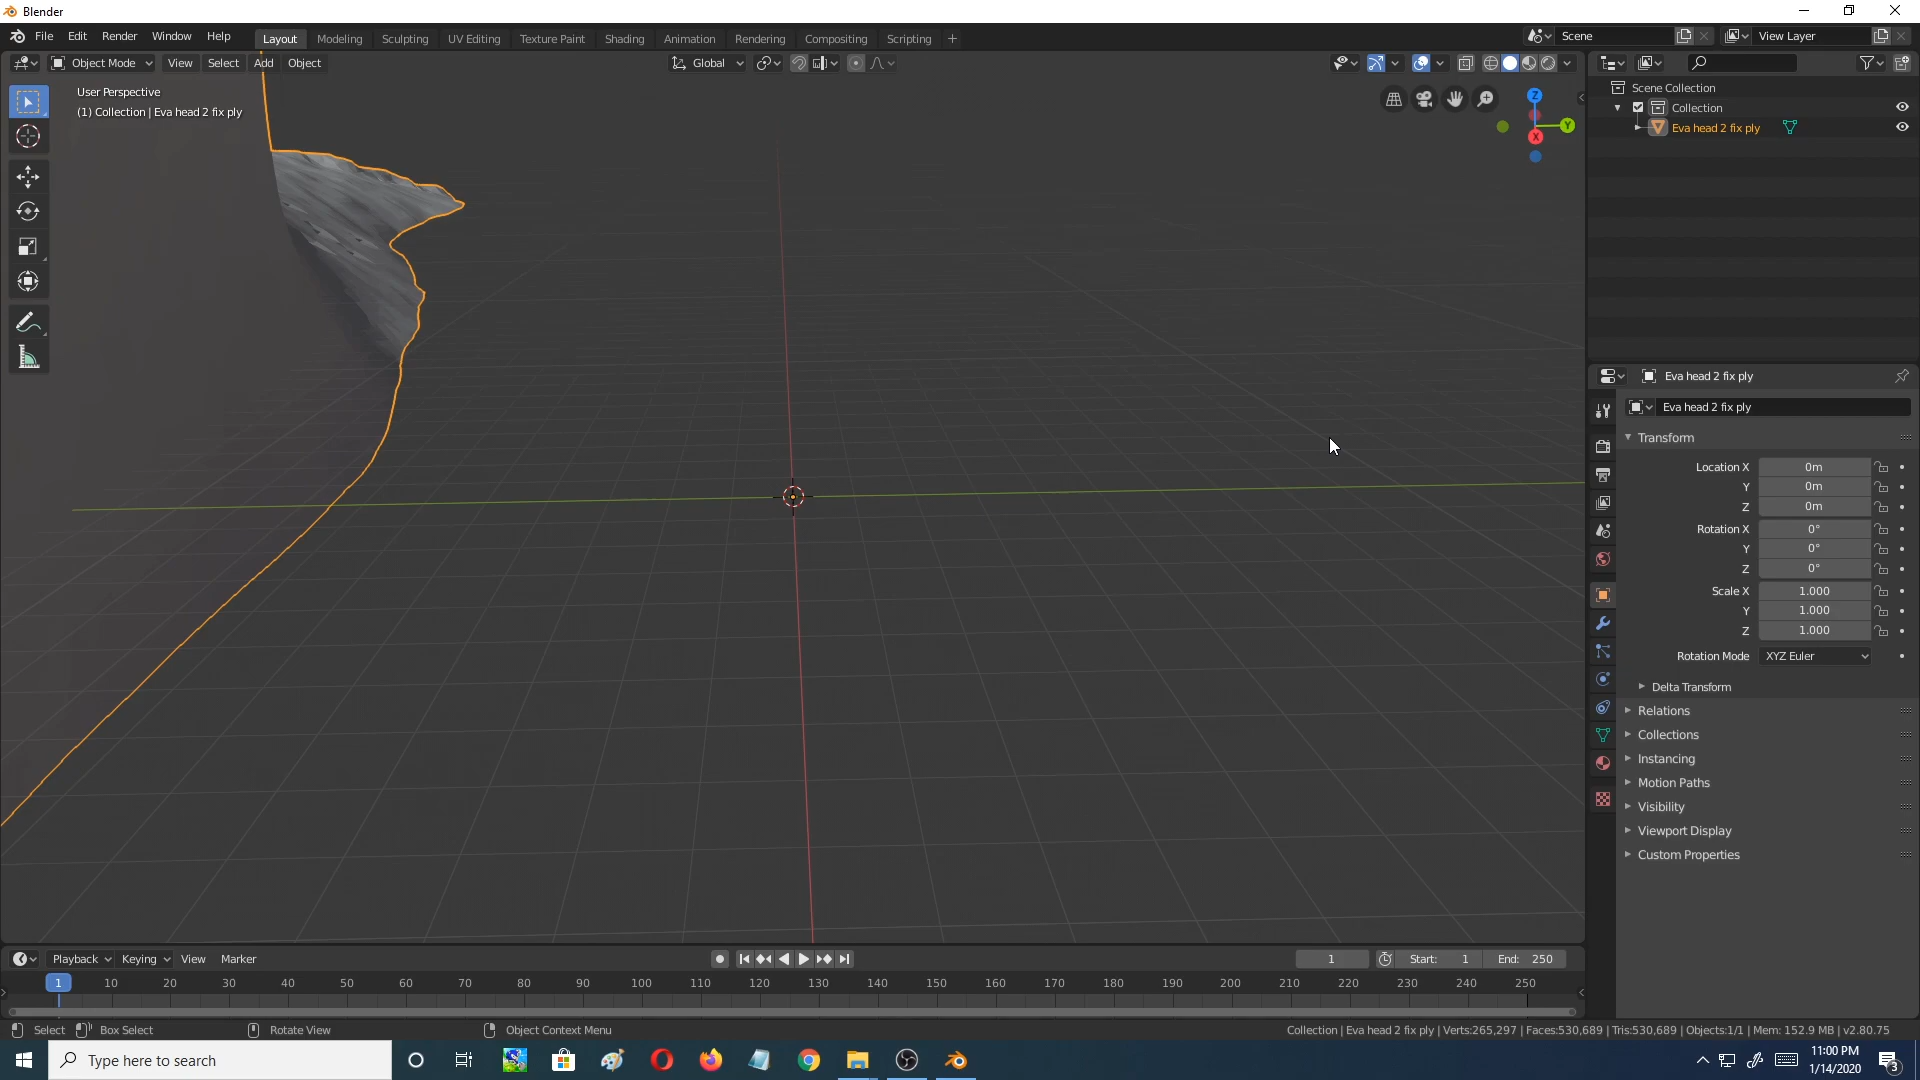 Blender
File Edit Render Window Help
Layout Modeling Sculpting UV Editing Texture Paint Shading Animation Rendering Compositing Scripting +
Scene
View Layer
Object Mode View Select Add Object
Global
User Perspective
(1) Collection | Eva head 2 fix ply
Z
Y
X
Scene Collection
Collection
Eva head 2 fix ply
Eva head 2 fix ply
Eva head 2 fix ply
Transform
Location X 0m
Y 0m
Z 0m
Rotation X 0°
Y 0°
Z 0°
Scale X 1.000
Y 1.000
Z 1.000
Rotation Mode XYZ Euler
Delta Transform
Relations
Collections
Instancing
Motion Paths
Visibility
Viewport Display
Custom Properties
Playback Keying View Marker
1 Start: 1 End: 250
1 10 20 30 40 50 60 70 80 90 100 110 120 130 140 150 160 170 180 190 200 210 220 230 240 250
Select Box Select Rotate View Object Context Menu
Collection | Eva head 2 fix ply | Verts:265,297 | Faces:530,689 | Tris:530,689 | Objects:1/1 | Mem: 152.9 MB | v2.80.75
Type here to search
11:00 PM
1/14/2020
3